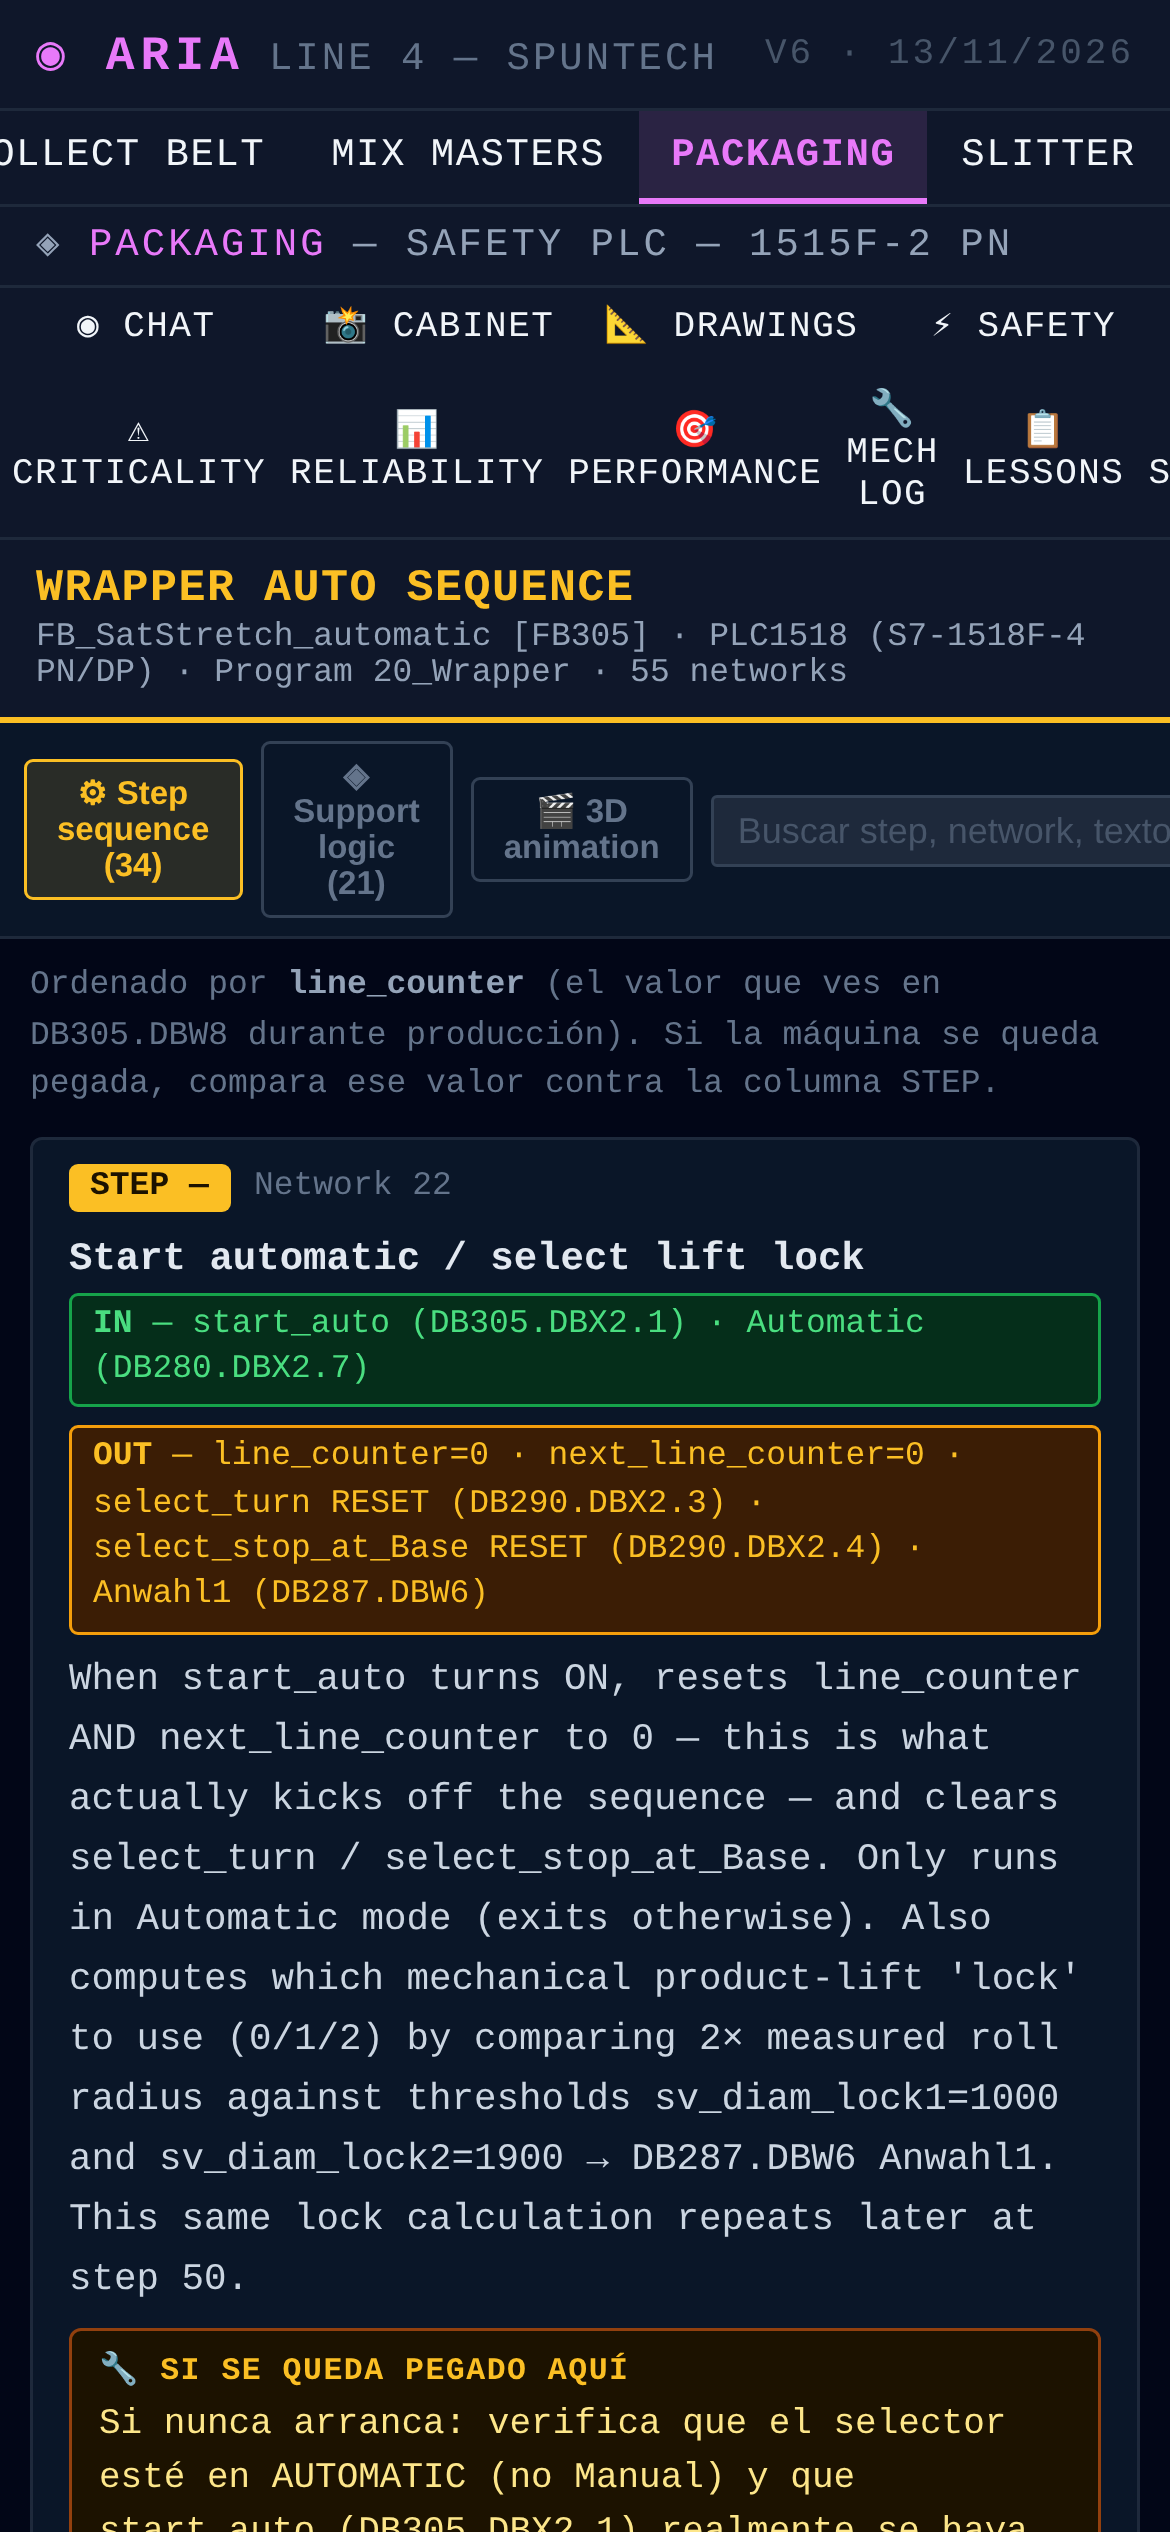 ◉ ARIA LINE 4 — SPUNTECH V6 · 13/11/2026
OLLECT BELT MIX MASTERS PACKAGING SLITTER
◈ PACKAGING — SAFETY PLC — 1515F-2 PN
◉ CHAT 📸 CABINET 📐 DRAWINGS ⚡ SAFETY
⚠ CRITICALITY 📊 RELIABILITY 🎯 PERFORMANCE 🔧 MECH LOG 📋 LESSONS S
WRAPPER AUTO SEQUENCE
FB_SatStretch_automatic [FB305] · PLC1518 (S7-1518F-4
PN/DP) · Program 20_Wrapper · 55 networks
⚙ Step
sequence
(34)
◈
Support
logic
(21)
🎬 3D
animation
Buscar step, network, texto
Ordenado por line_counter (el valor que ves en
DB305.DBW8 durante producción). Si la máquina se queda
pegada, compara ese valor contra la columna STEP.
STEP — Network 22
Start automatic / select lift lock
IN — start_auto (DB305.DBX2.1) · Automatic
(DB280.DBX2.7)
OUT — line_counter=0 · next_line_counter=0 ·
select_turn RESET (DB290.DBX2.3) ·
select_stop_at_Base RESET (DB290.DBX2.4) ·
Anwahl1 (DB287.DBW6)
When start_auto turns ON, resets line_counter
AND next_line_counter to 0 — this is what
actually kicks off the sequence — and clears
select_turn / select_stop_at_Base. Only runs
in Automatic mode (exits otherwise). Also
computes which mechanical product-lift 'lock'
to use (0/1/2) by comparing 2× measured roll
radius against thresholds sv_diam_lock1=1000
and sv_diam_lock2=1900 → DB287.DBW6 Anwahl1.
This same lock calculation repeats later at
step 50.
🔧 SI SE QUEDA PEGADO AQUÍ
Si nunca arranca: verifica que el selector
esté en AUTOMATIC (no Manual) y que
start_auto (DB305.DBX2.1) realmente se haya